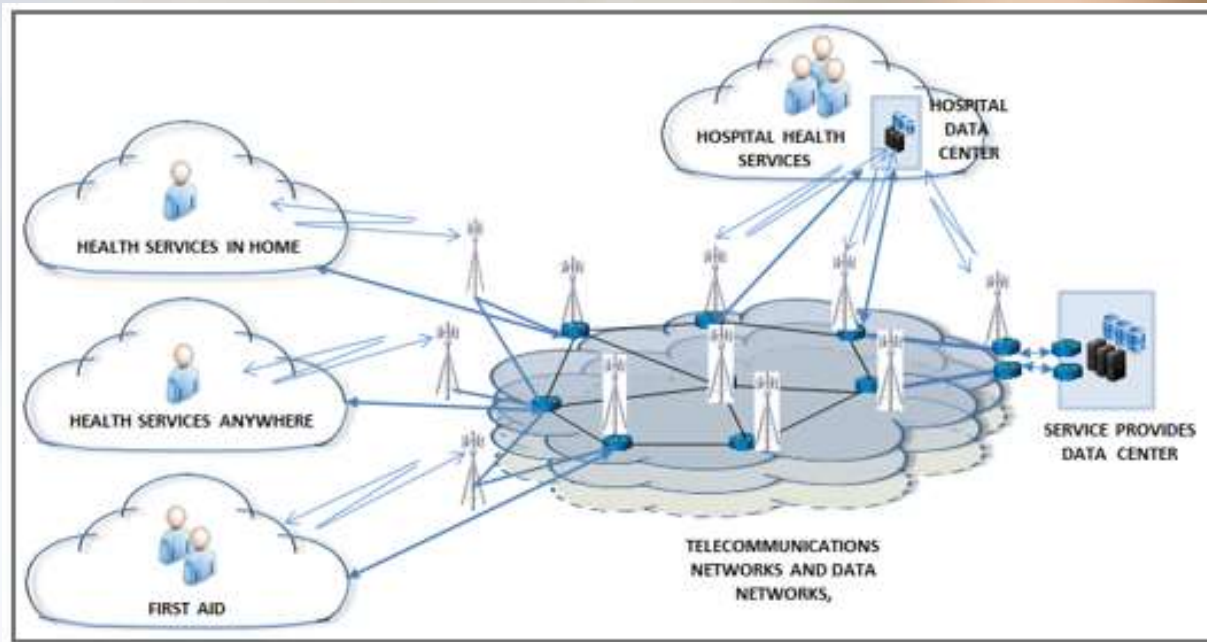 HOSPITAL HEALTH
SERVICES
HOSPITAL
DATA
CENTER
HEALTH SERVICES IN HOME
HEALTH SERVICES ANYWHERE
FIRST AID
SERVICE PROVIDES
DATA CENTER
TELECOMMUNICATIONS
NETWORKS AND DATA
NETWORKS,